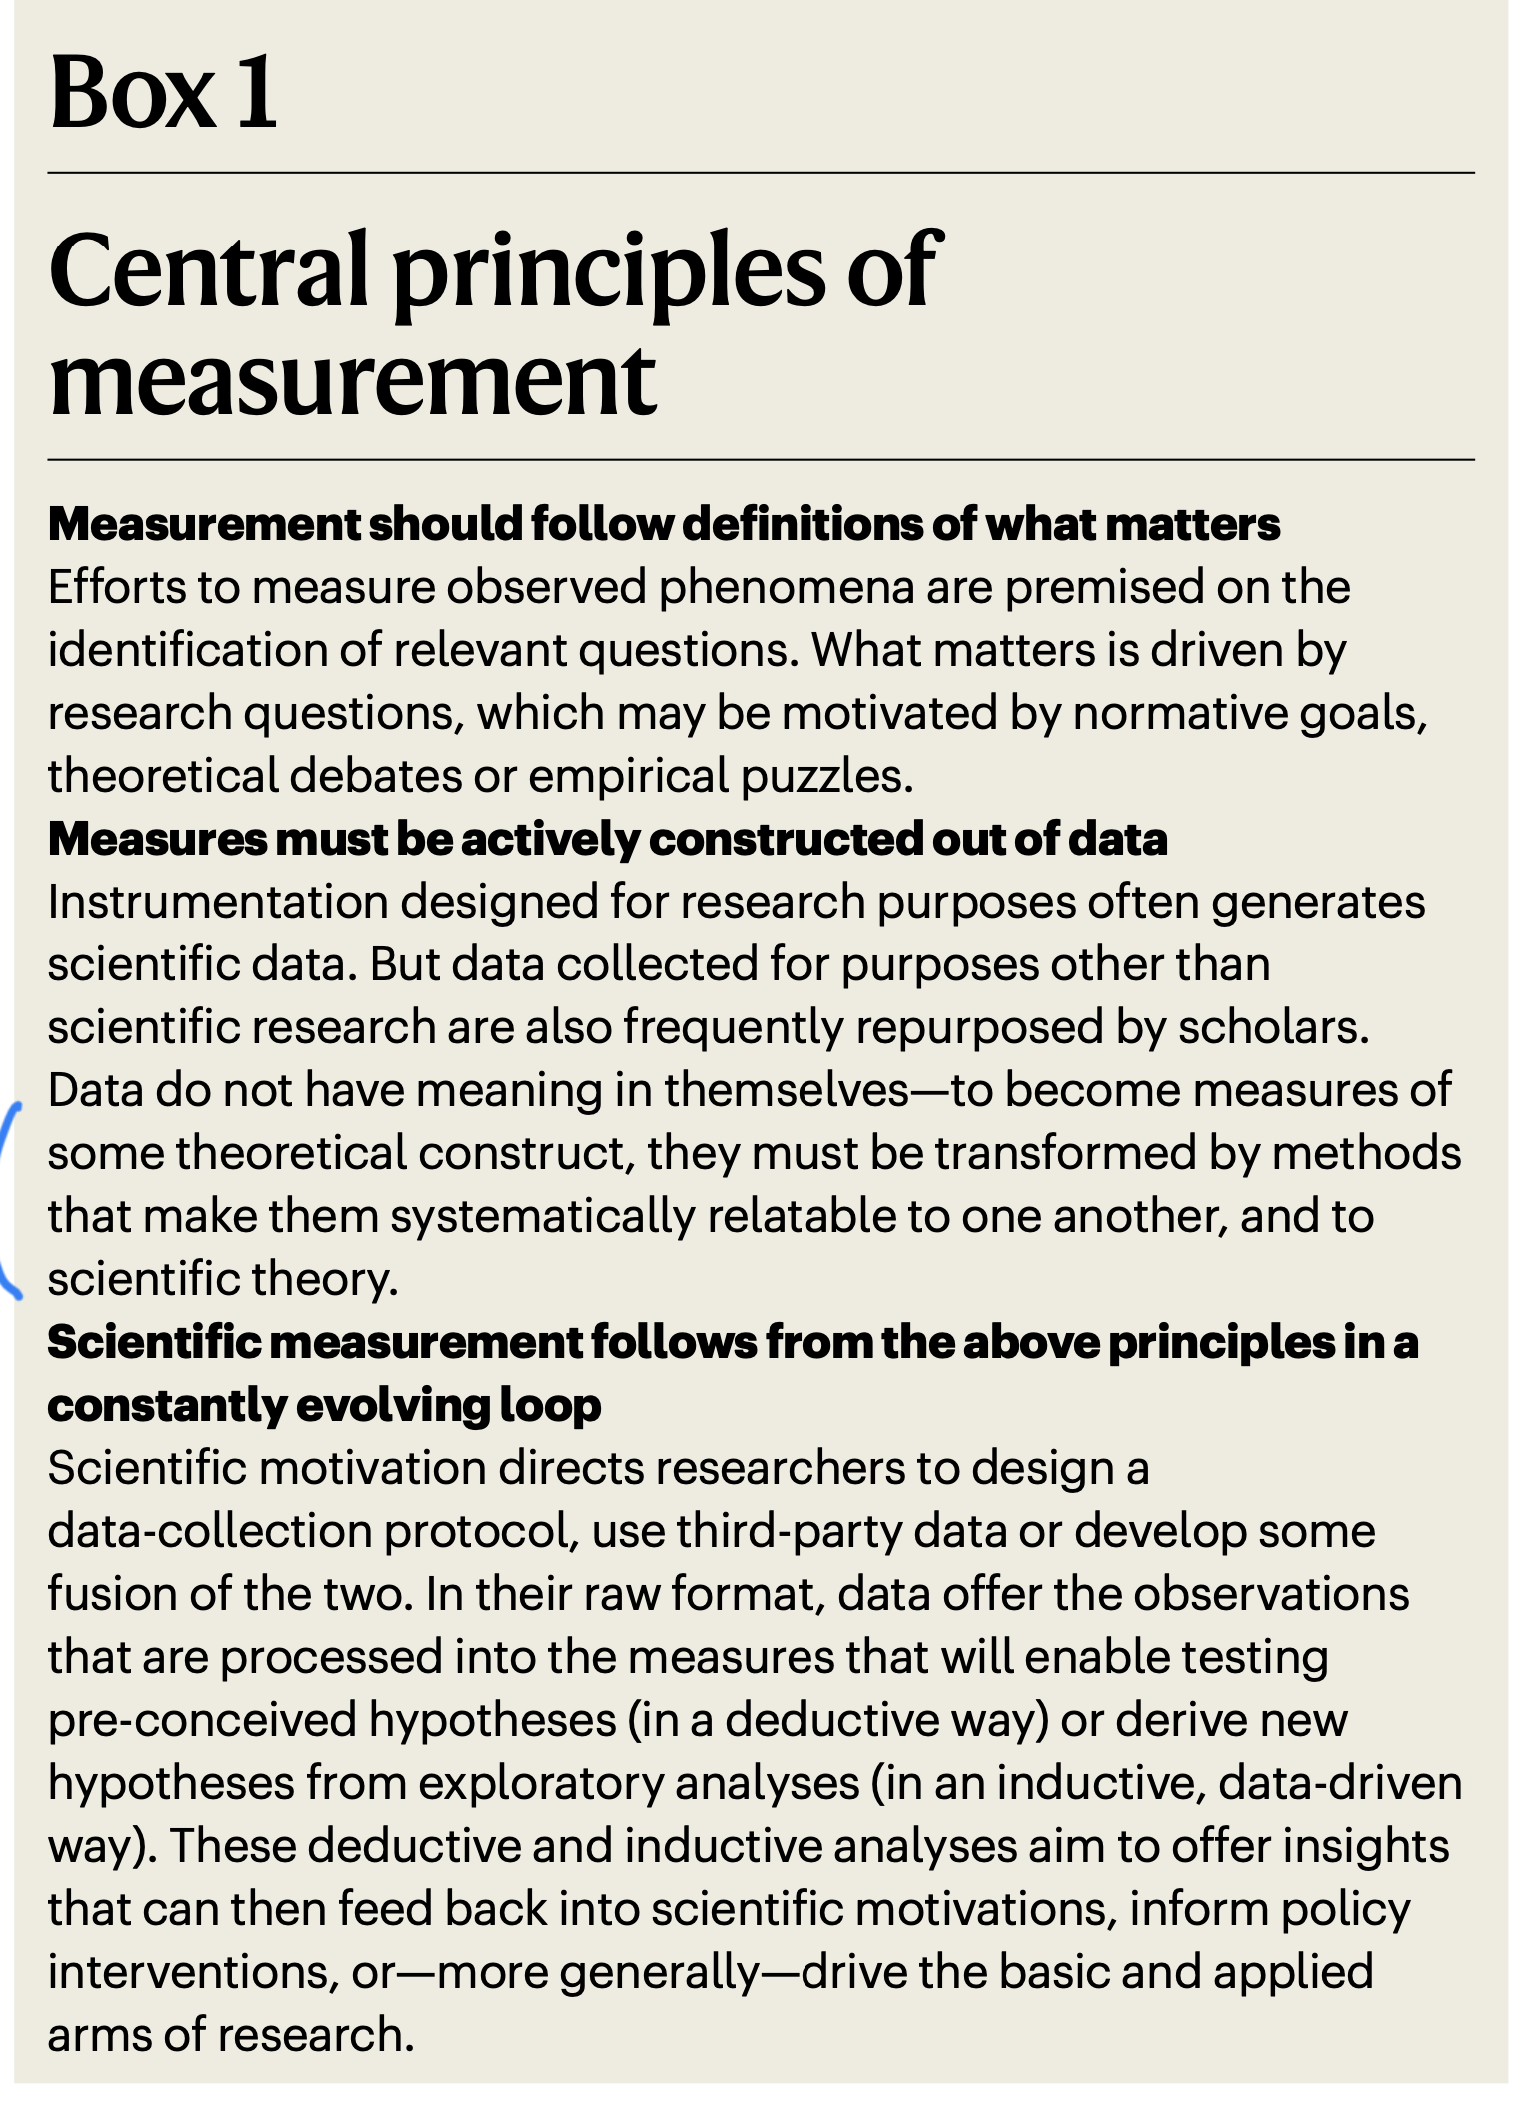 Box 1
Central principles of
measurement
Measurement should follow definitions of what matters
Efforts to measure observed phenomena are premised on the
identification of relevant questions. What matters is driven by
research questions, which may be motivated by normative goals,
theoretical debates or empirical puzzles.
Measures must be actively constructed out of data
Instrumentation designed for research purposes often generates
scientific data. But data collected for purposes other than
scientific research are also frequently repurposed by scholars.
Data do not have meaning in themselves—to become measures of
some theoretical construct, they must be transformed by methods
that make them systematically relatable to one another, and to
scientific theory.
Scientific measurement follows from the above principles in a
constantly evolving loop
Scientific motivation directs researchers to design a
data-collection protocol, use third-party data or develop some
fusion of the two. In their raw format, data offer the observations
that are processed into the measures that will enable testing
pre-conceived hypotheses (in a deductive way) or derive new
hypotheses from exploratory analyses (in an inductive, data-driven
way). These deductive and inductive analyses aim to offer insights
that can then feed back into scientific motivations, inform policy
interventions, or—more generally—drive the basic and applied
arms of research.